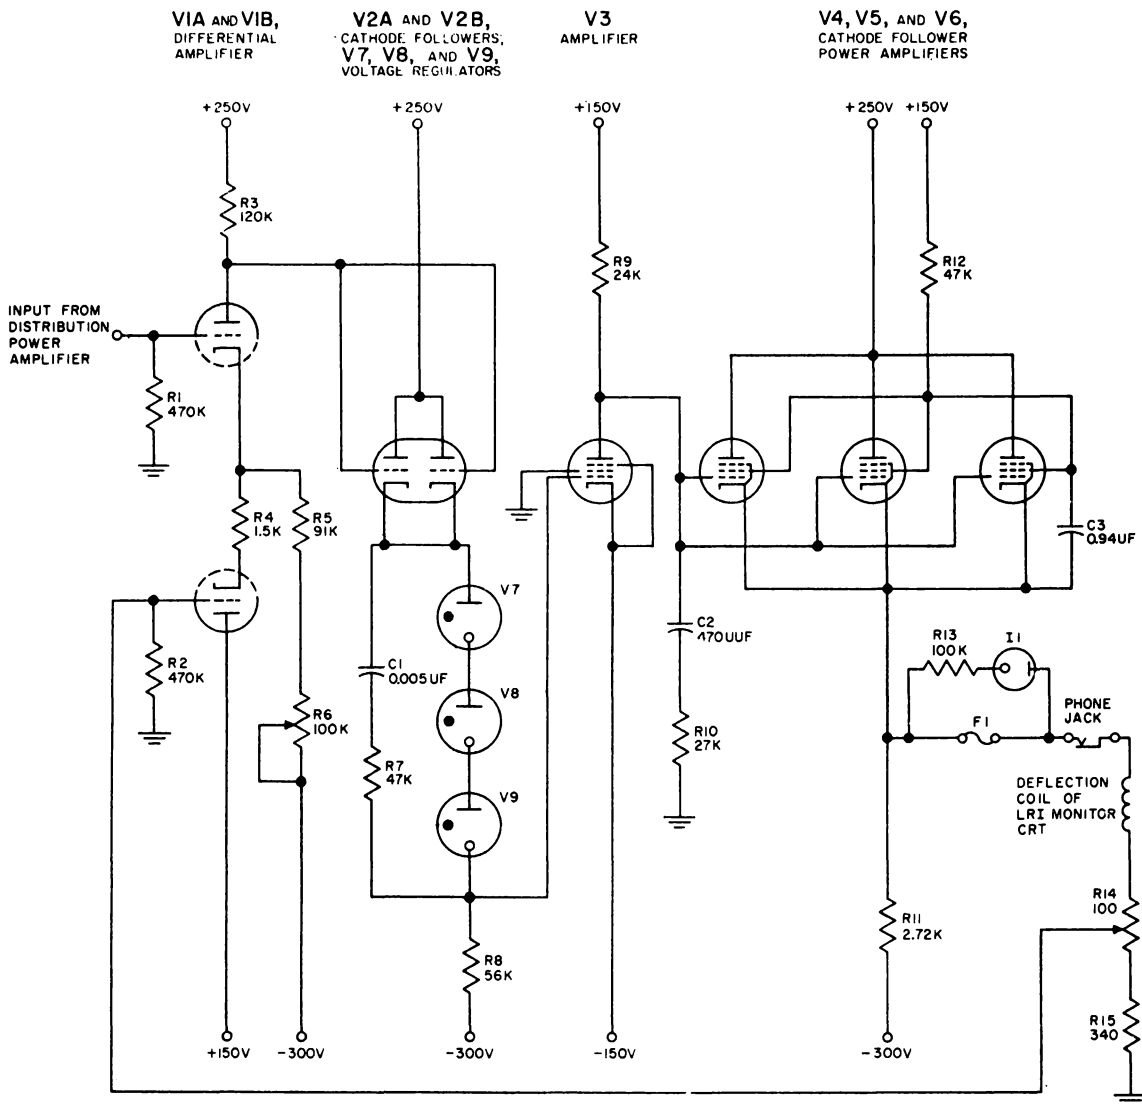 V1A AND V1B,
DIFFERENTIAL
AMPLIFIER
V2A AND V2B,
CATHODE FOLLOWERS,
V7, V8, AND V9,
VOLTAGE REGULATORS
V3
AMPLIFIER
V4, V5, AND V6,
CATHODE FOLLOWER
POWER AMPLIFIERS
+250V
+250V
+150V
+250V
+150V
R3
120K
R9
24K
R12
47K
INPUT FROM
DISTRIBUTION
POWER
AMPLIFIER
R1
470K
R4
1.5K
R5
91K
C3
0.94UF
V7
R2
470K
C1
0.005UF
C2
470UUF
R13
100K
I1
R6
100K
V8
PHONE
JACK
F1
R10
27K
R7
47K
V9
DEFLECTION
COIL OF
LRI MONITOR
CRT
R14
100
R11
2.72K
R8
56K
R15
340
+150V
-300V
-300V
-150V
-300V